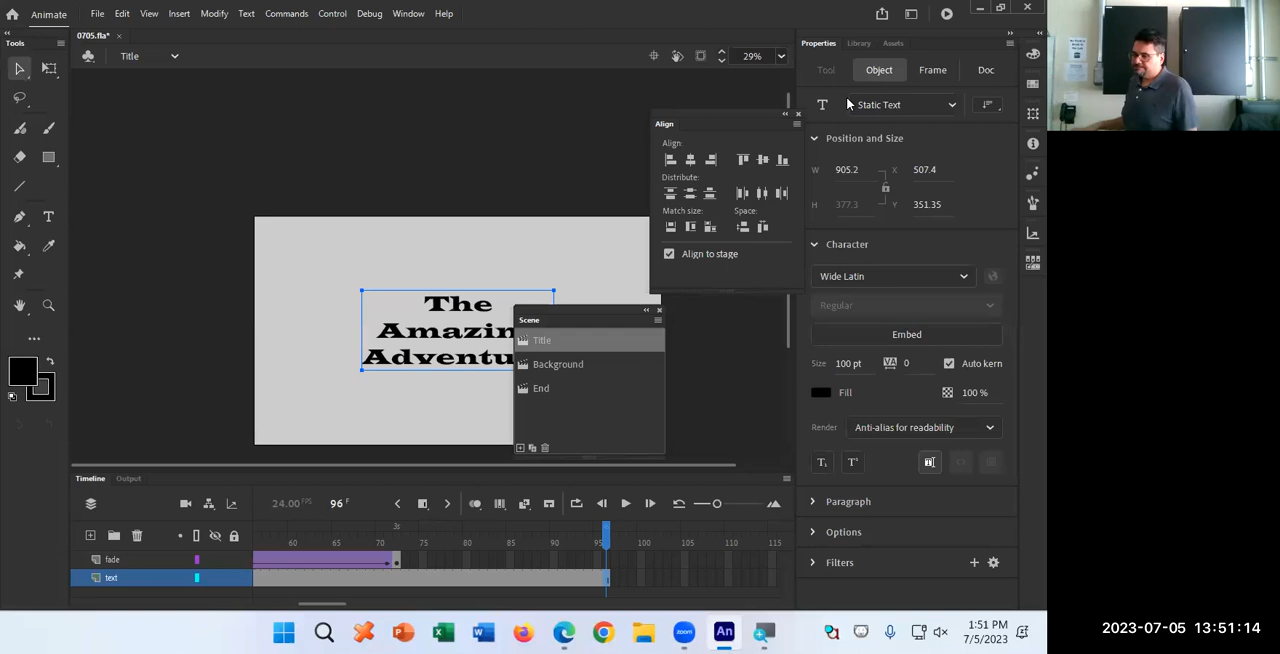 Animate File Edit View Insert Modify Text Commands Control Debug Window Help
0705.fla*
Tools
Title
29%
Properties Library Assets
Tool Object Frame Doc
Static Text
Position and Size
W 905.2 X 507.4
H 377.3 Y 351.35
Character
Wide Latin
Regular
Embed
Size 100 pt VA 0 Auto kern
Fill 100 %
Render Anti-alias for readability
Paragraph
Options
Filters
Align
Align:
Distribute:
Match size: Space:
Align to stage
The
Amazin
Adventu
Scene
Title
Background
End
Timeline Output
24.00 FPS 96 F
3s
60 65 70 75 80 85 90 95 100 105 110 115
fade
text
1:51 PM
7/5/2023
2023-07-05 13:51:14